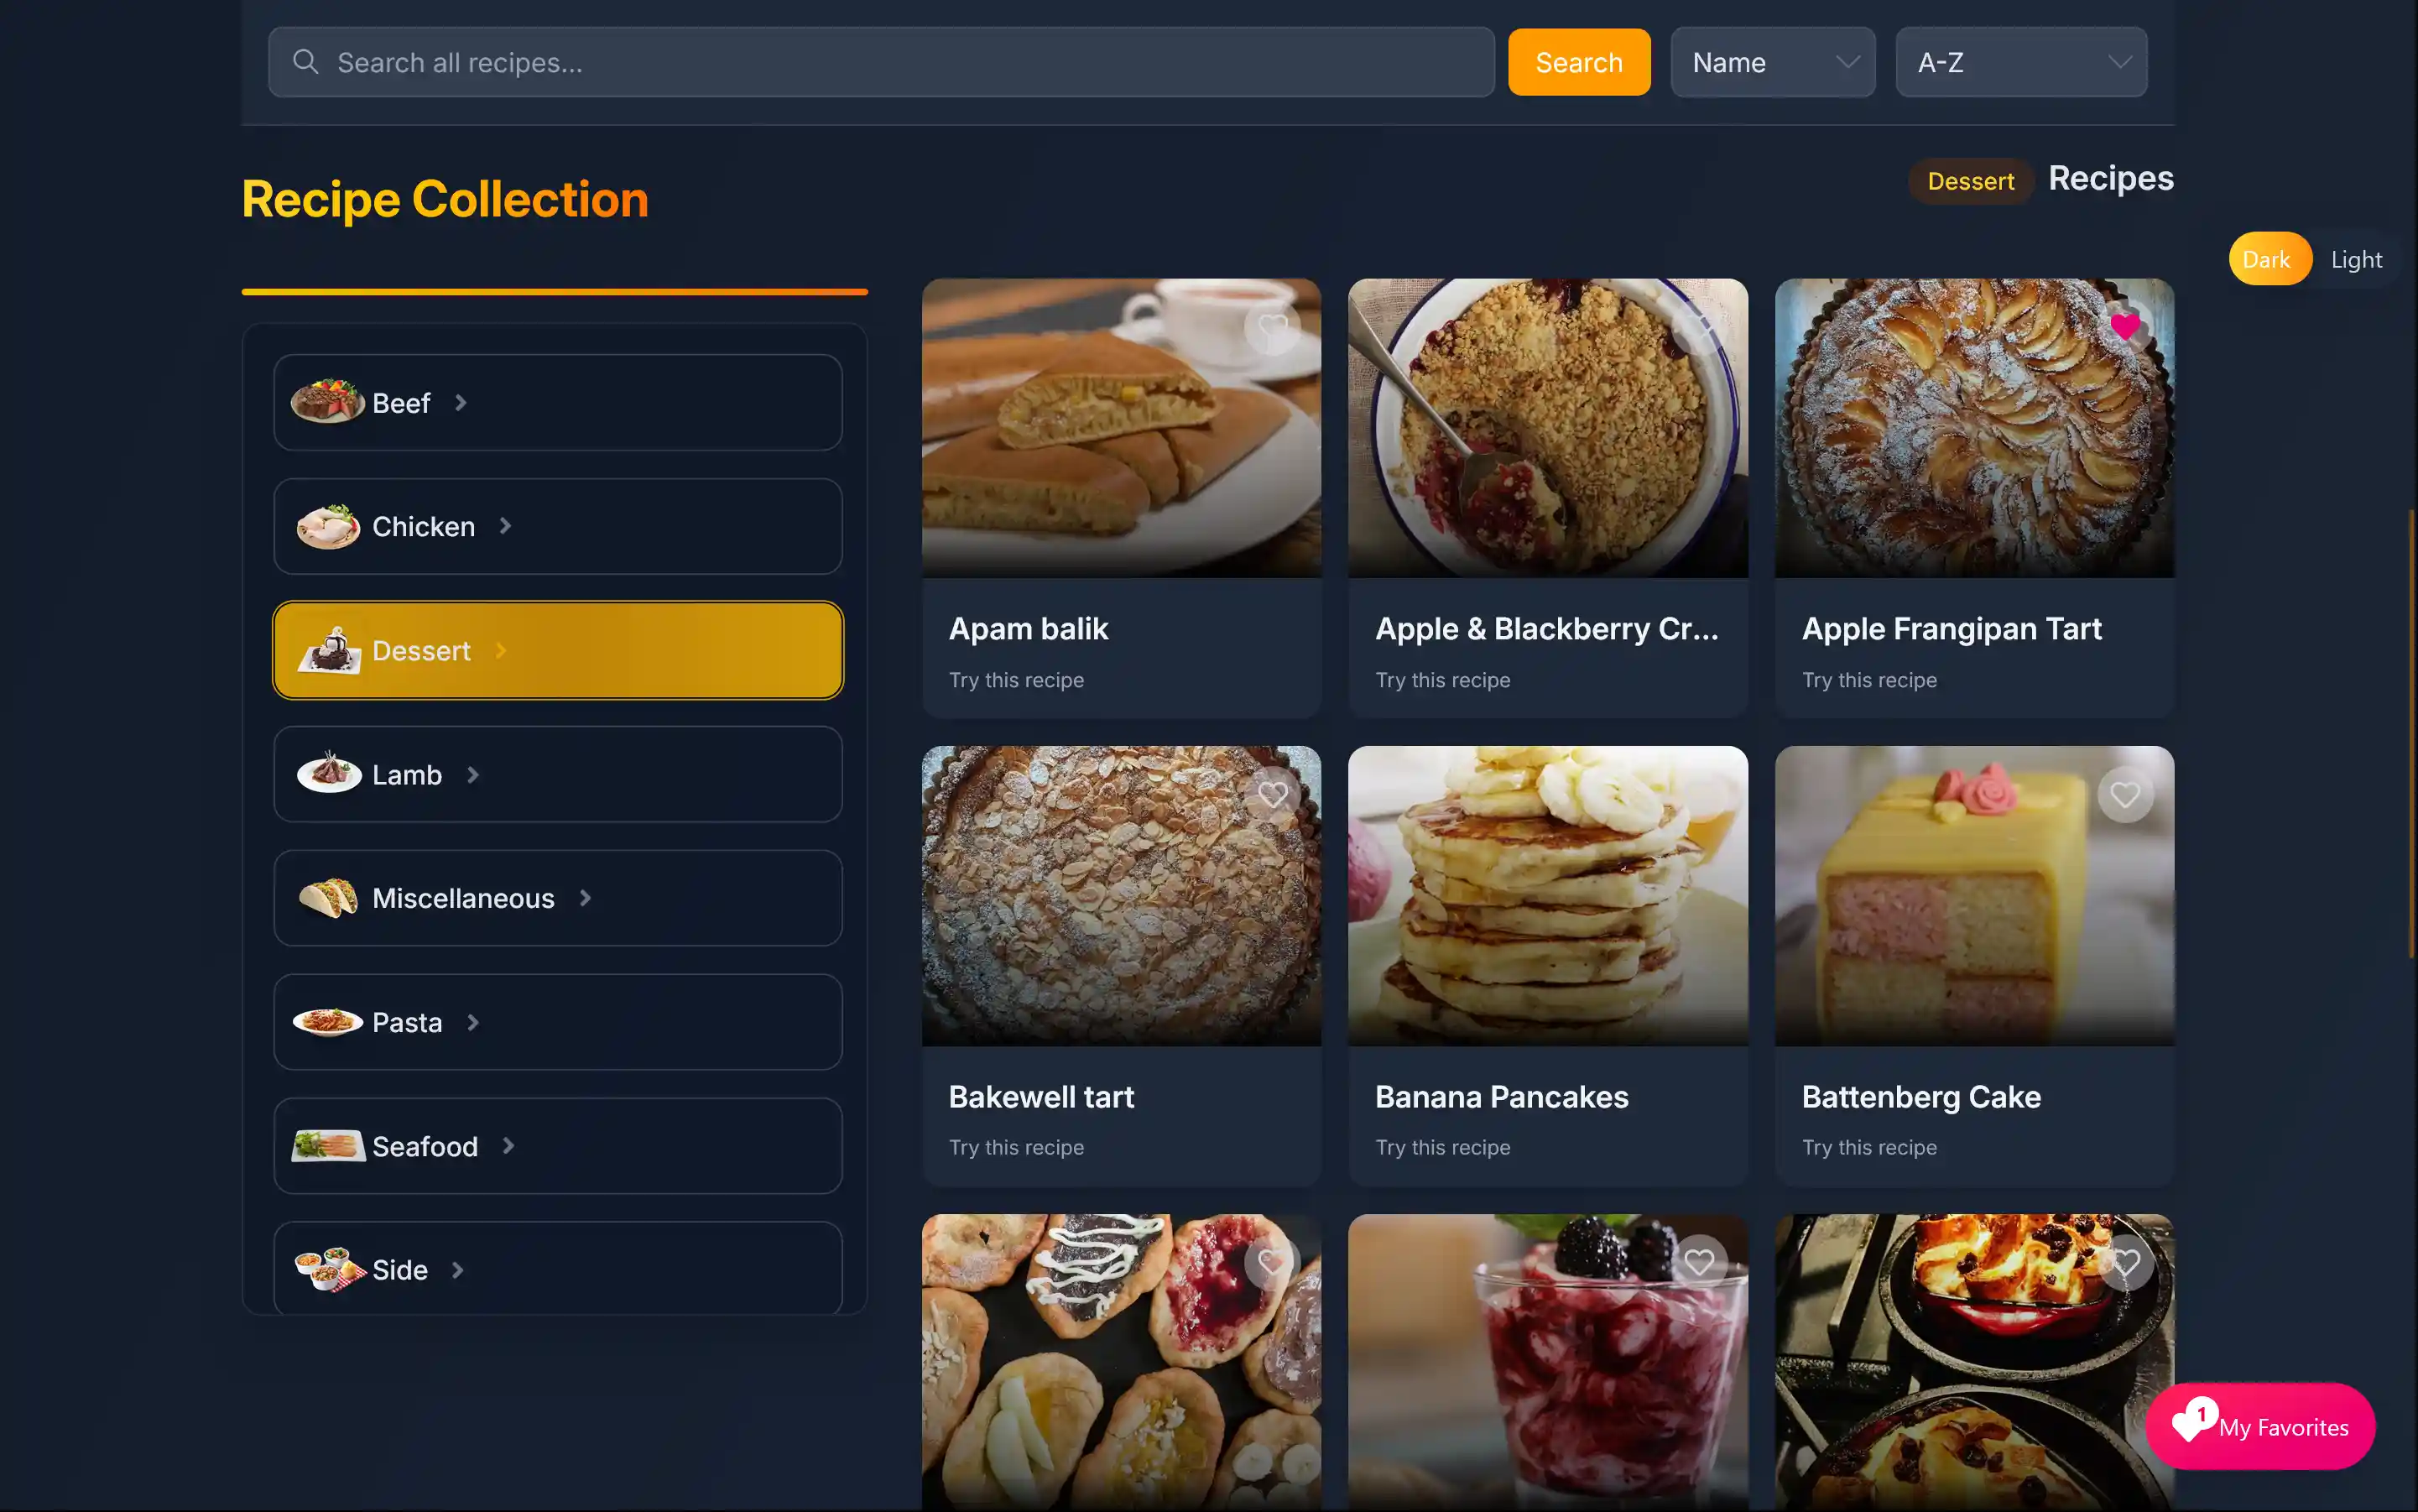 Search all recipes...
Search
Name
A-Z
Recipe Collection
Dessert Recipes
Dark
Light
Beef
Chicken
Dessert
Lamb
Miscellaneous
Pasta
Seafood
Side
Apam balik
Try this recipe
Apple & Blackberry Cr...
Try this recipe
Apple Frangipan Tart
Try this recipe
Bakewell tart
Try this recipe
Banana Pancakes
Try this recipe
Battenberg Cake
Try this recipe
1
My Favorites